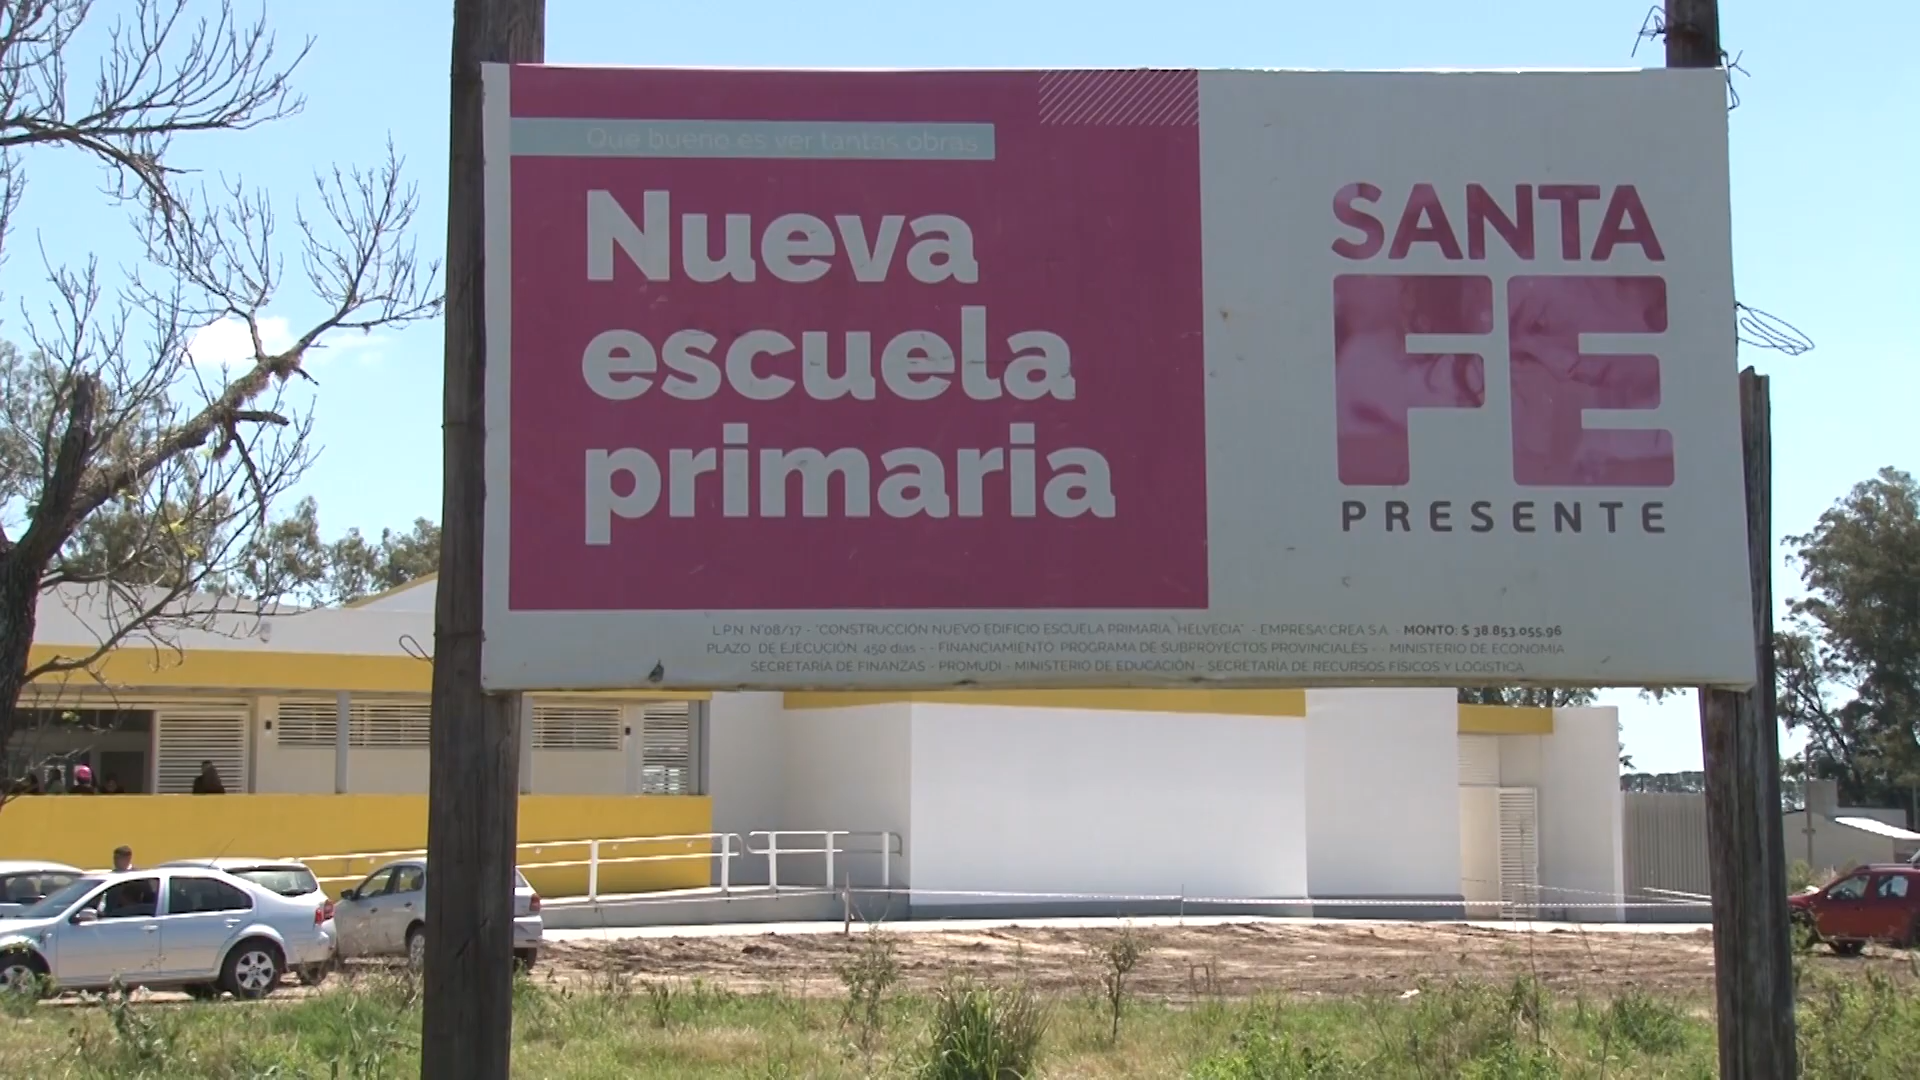 Que bueno es ver tantas obras
Nueva
escuela
primaria
SANTA
FE
PRESENTE
L.P.N. N°08/17 - "CONSTRUCCIÓN NUEVO EDIFICIO ESCUELA PRIMARIA, HELVECIA" - EMPRESA: CREA S.A. - MONTO: $ 38.853.055,96
PLAZO DE EJECUCIÓN: 450 días - - FINANCIAMIENTO: PROGRAMA DE SUBPROYECTOS PROVINCIALES - - MINISTERIO DE ECONOMIA
SECRETARÍA DE FINANZAS - PROMUDI - MINISTERIO DE EDUCACIÓN - SECRETARÍA DE RECURSOS FÍSICOS Y LOGÍSTICA